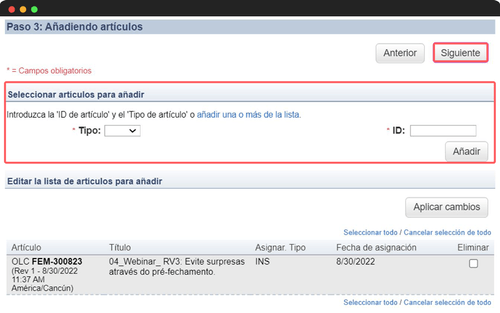 Paso 3: Añadiendo artículos
Anterior
Siguiente
* = Campos obligatorios
Seleccionar artículos para añadir
Introduzca la 'ID de artículo' y el 'Tipo de artículo' o añadir una o más de la lista.
* Tipo:
* ID:
Añadir
Editar la lista de artículos para añadir
Aplicar cambios
Seleccionar todo / Cancelar selección de todo
Artículo Título Asignar. Tipo Fecha de asignación Eliminar
OLC FEM-300823 04_Webinar_ RV3: Evite surpresas INS 8/30/2022
(Rev 1 - 8/30/2022 através do pré-fechamento.
11:37 AM
América/Cancún)
Seleccionar todo / Cancelar selección de todo